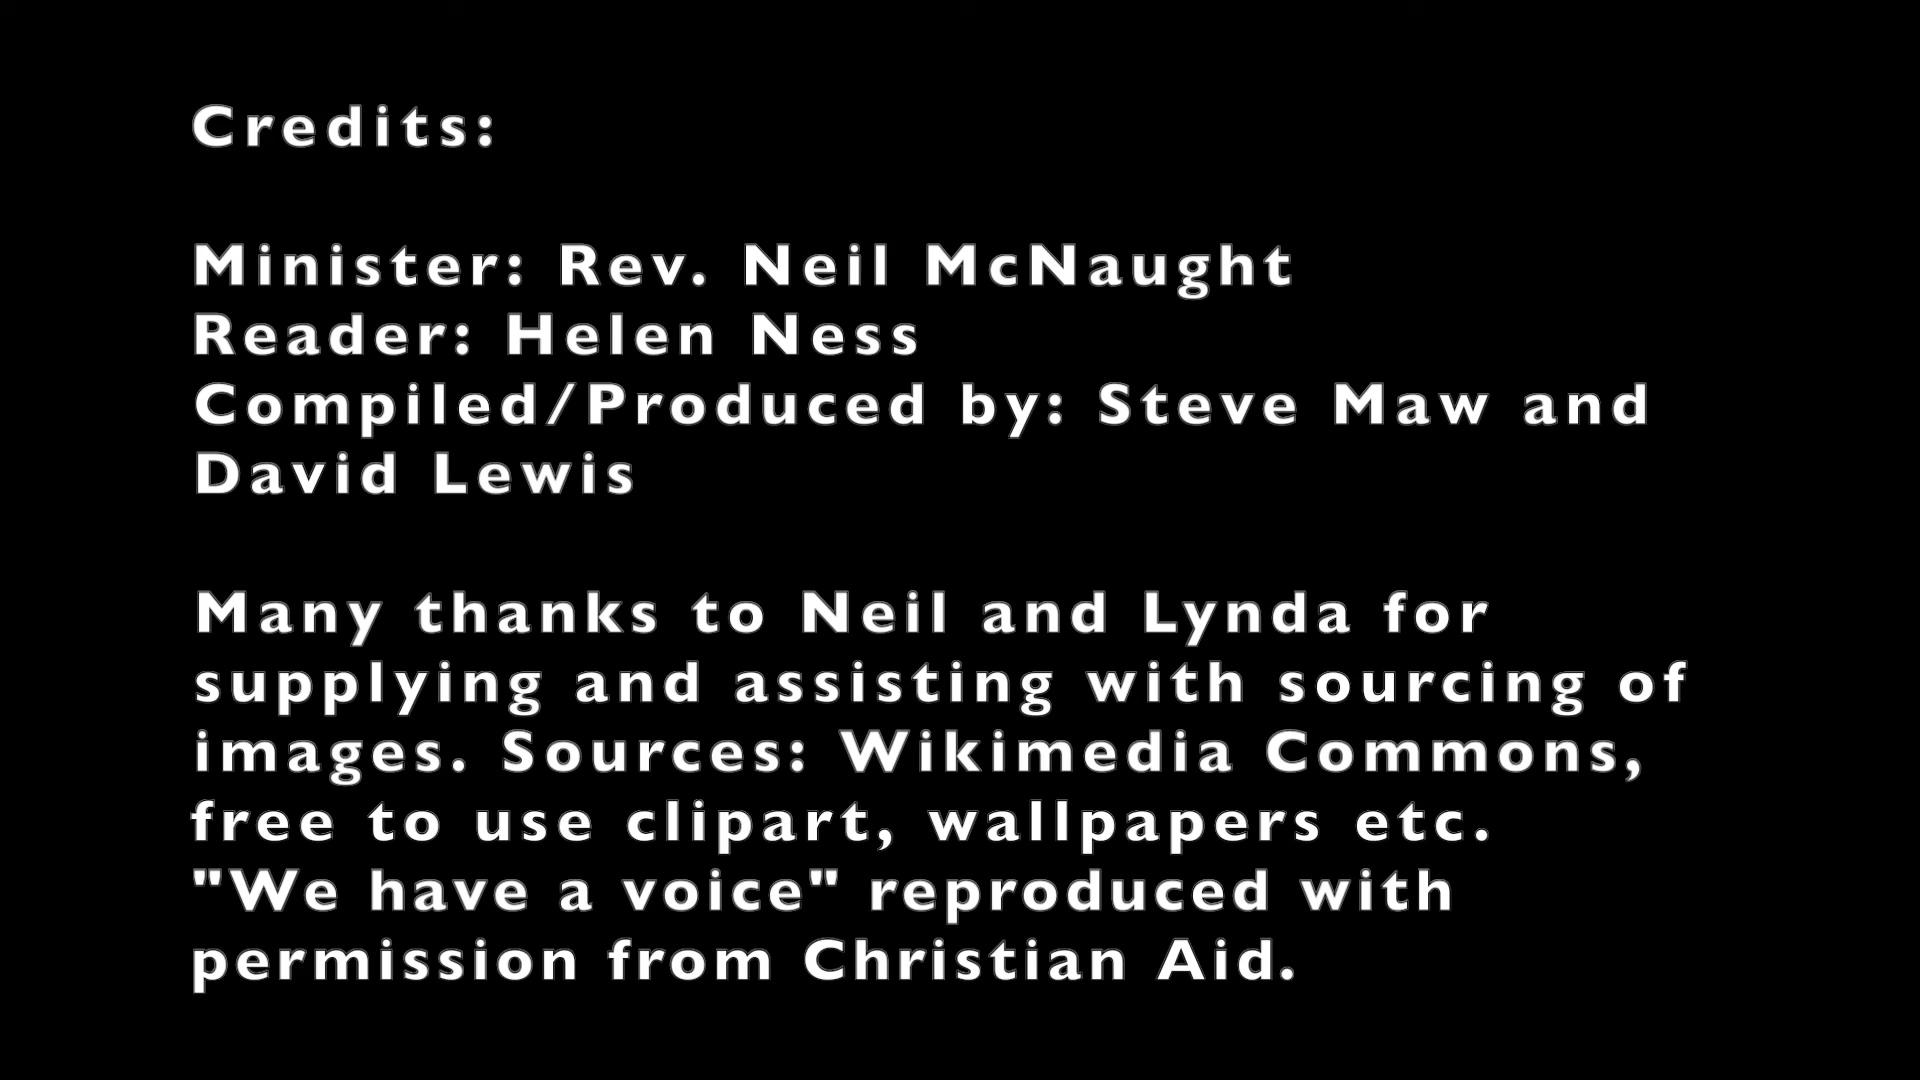 Credits:
Minister: Rev. Neil McNaught
Reader: Helen Ness
Compiled/Produced by: Steve Maw and
David Lewis
Many thanks to Neil and Lynda for
supplying and assisting with sourcing of
images. Sources: Wikimedia Commons,
free to use clipart, wallpapers etc.
"We have a voice" reproduced with
permission from Christian Aid.